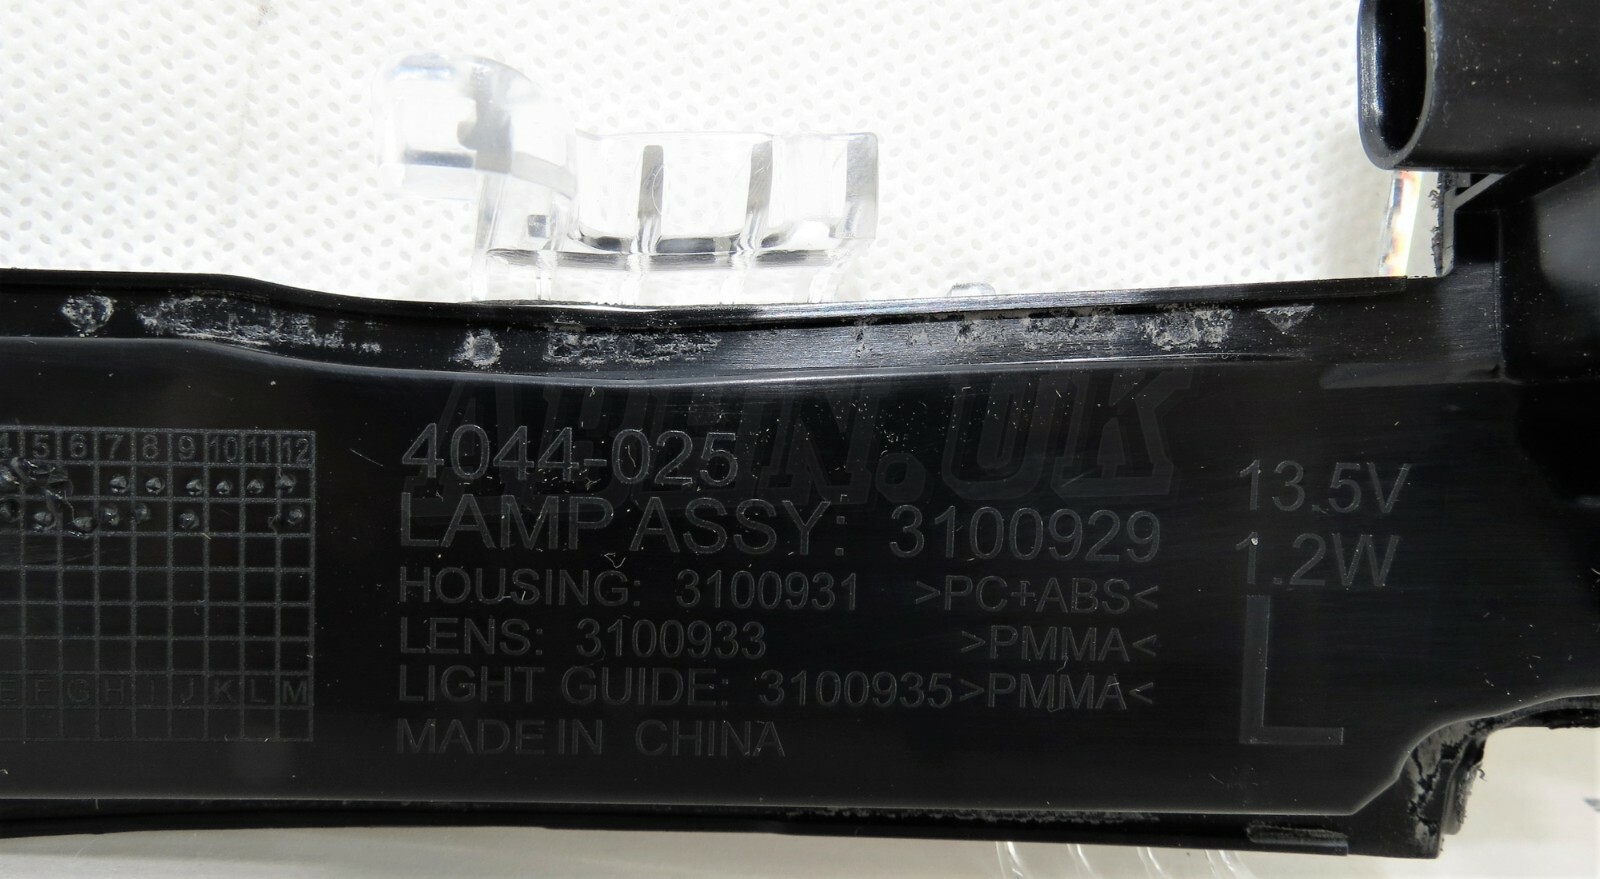 4 5 6 7 8 9 10 11 12
E F G H I J K L M
4044-025
LAMP ASSY: 3100929
HOUSING: 3100931 >PC+ABS<
LENS: 3100933 >PMMA<
LIGHT GUIDE: 3100935 >PMMA<
MADE IN CHINA
13.5V
1.2W
L